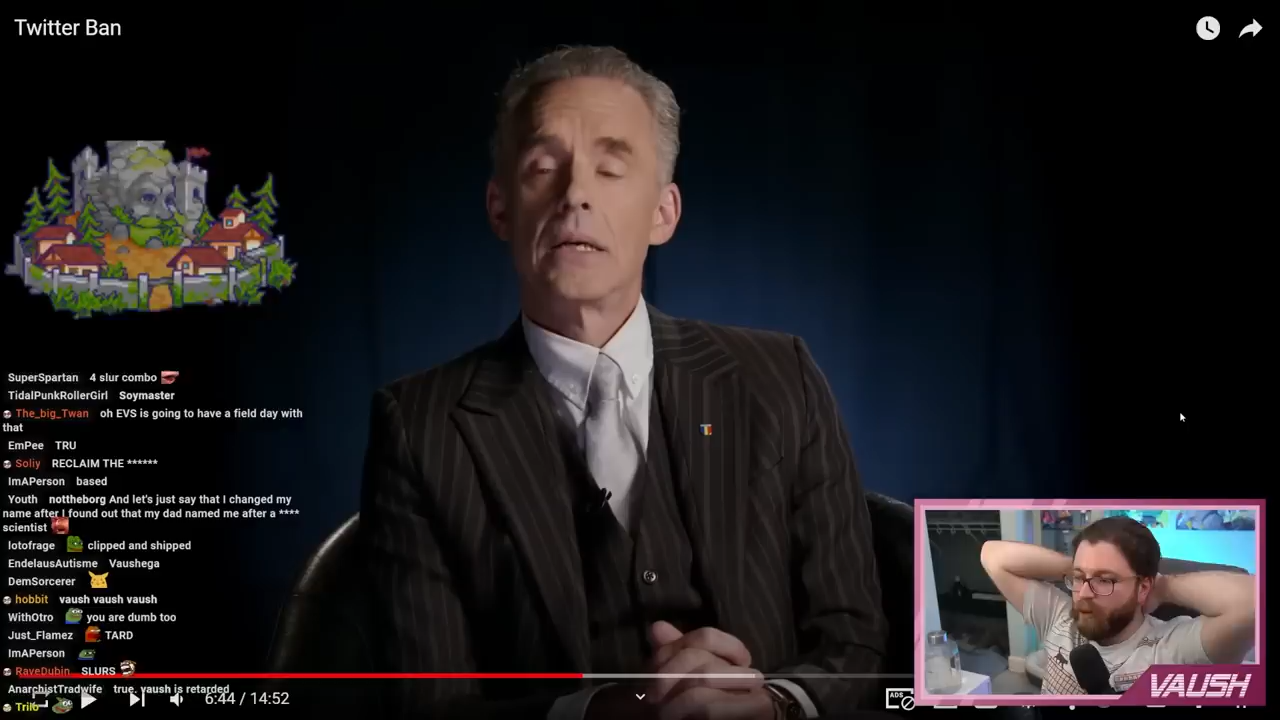 Twitter Ban
SuperSpartan 4 slur combo
TidalPunkRollerGirl Soymaster
The_big_Twan oh EVS is going to have a field day with
that
EmPee TRU
Soliy RECLAIM THE ******
ImAPerson based
Youth nottheborg And let's just say that I changed my
name after I found out that my dad named me after a ****
scientist
lotofrage clipped and shipped
EndelausAutisme Vaushega
DemSorcerer
hobbit vaush vaush vaush
WithOtro you are dumb too
Just_Flamez TARD
ImAPerson
RaveDubin SLURS
AnarchistTradwife true, vaush is retarded
Trilo
6:44 / 14:52
ADS
VAUSH